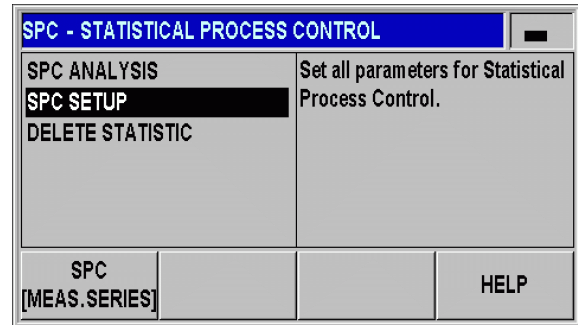 SPC - STATISTICAL PROCESS CONTROL
SPC ANALYSIS
SPC SETUP
DELETE STATISTIC
Set all parameters for Statistical
Process Control.
SPC
[MEAS.SERIES]
HELP